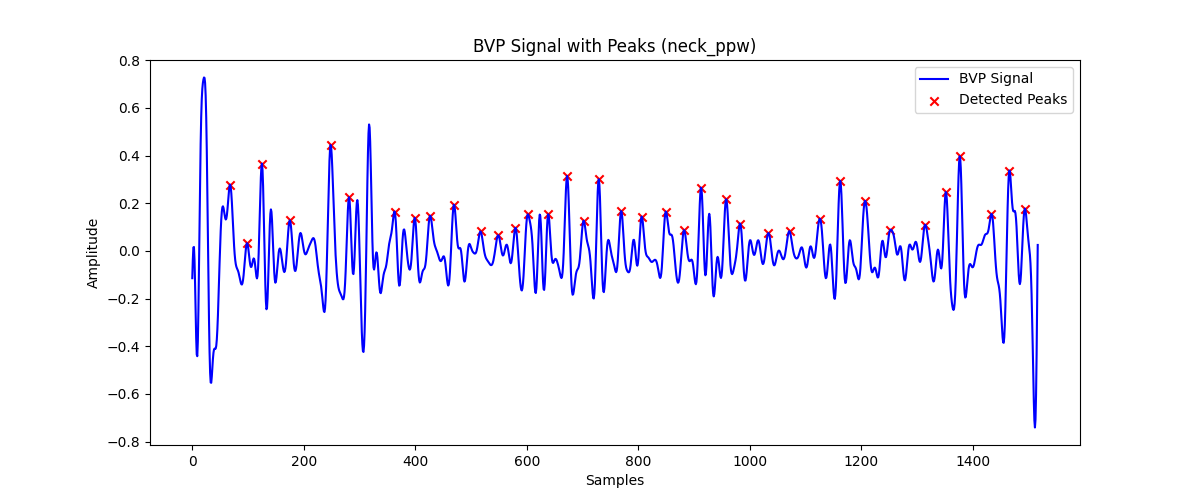 BVP Signal with Peaks (neck_ppw)
BVP Signal
Detected Peaks
Amplitude
0.8
0.6
0.4
0.2
0.0
−0.2
−0.4
−0.6
−0.8
0 200 400 600 800 1000 1200 1400
Samples